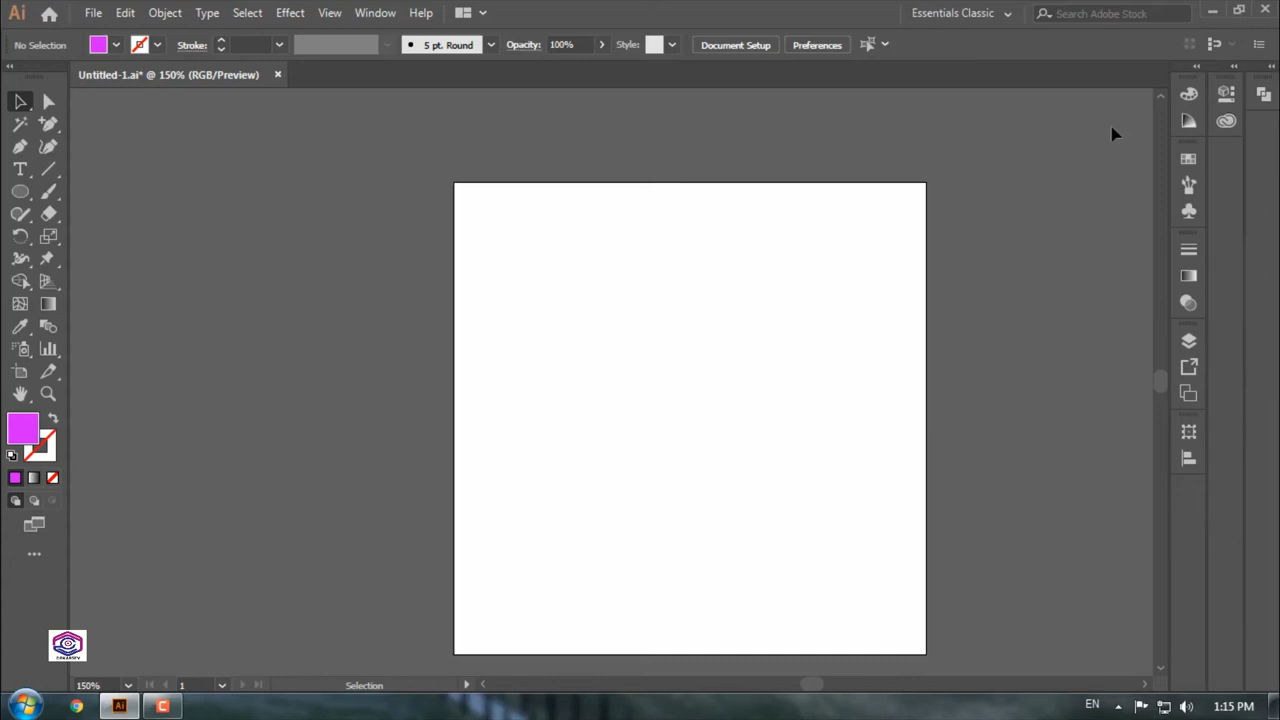 Ai File Edit Object Type Select Effect View Window Help Essentials Classic Search Adobe Stock
No Selection Stroke: 5 pt. Round Opacity: 100% Style: Document Setup Preferences
Untitled-1.ai* @ 150% (RGB/Preview)
150% 1 Selection
Ai C EN 1:15 PM